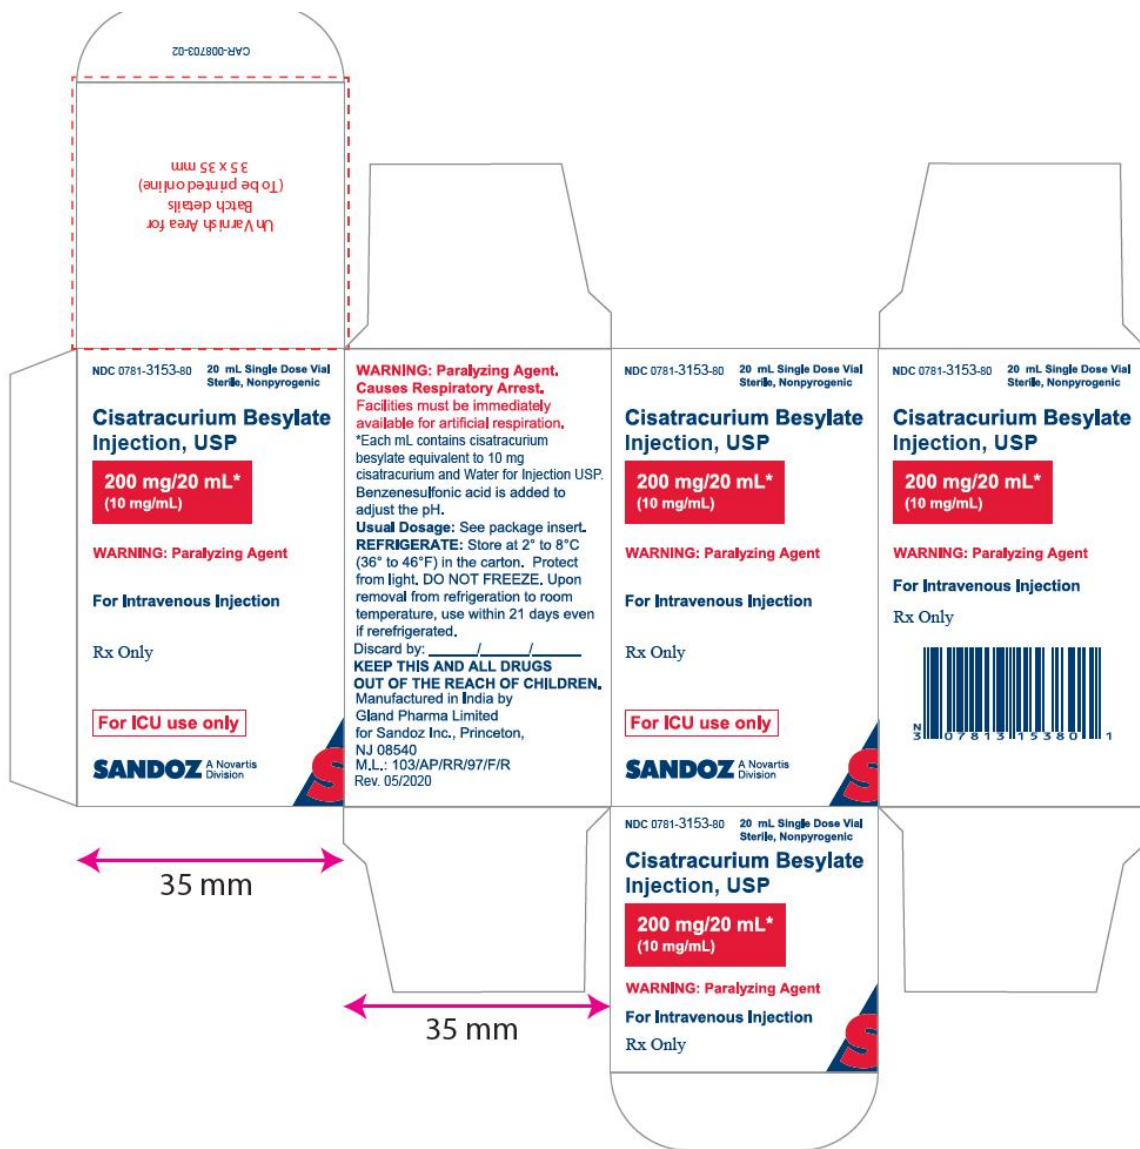 CAR-008703-02
Un Varnish Area for
Batch details
(To be printed online)
35 x 35 mm
NDC 0781-3153-80 20 mL Single Dose Vial
Sterile, Nonpyrogenic
Cisatracurium Besylate
Injection, USP
200 mg/20 mL*
(10 mg/mL)
WARNING: Paralyzing Agent
For Intravenous Injection
Rx Only
For ICU use only
SANDOZ A Novartis
Division
S
WARNING: Paralyzing Agent.
Causes Respiratory Arrest.
Facilities must be immediately
available for artificial respiration.
*Each mL contains cisatracurium
besylate equivalent to 10 mg
cisatracurium and Water for Injection USP.
Benzenesulfonic acid is added to
adjust the pH.
Usual Dosage: See package insert.
REFRIGERATE: Store at 2° to 8°C
(36° to 46°F) in the carton. Protect
from light. DO NOT FREEZE. Upon
removal from refrigeration to room
temperature, use within 21 days even
if rerefrigerated.
Discard by: ______/______/______
KEEP THIS AND ALL DRUGS
OUT OF THE REACH OF CHILDREN.
Manufactured in India by
Gland Pharma Limited
for Sandoz Inc., Princeton,
NJ 08540
M.L.: 103/AP/RR/97/F/R
Rev. 05/2020
NDC 0781-3153-80 20 mL Single Dose Vial
Sterile, Nonpyrogenic
Cisatracurium Besylate
Injection, USP
200 mg/20 mL*
(10 mg/mL)
WARNING: Paralyzing Agent
For Intravenous Injection
Rx Only
For ICU use only
SANDOZ A Novartis
Division
S
NDC 0781-3153-80 20 mL Single Dose Vial
Sterile, Nonpyrogenic
Cisatracurium Besylate
Injection, USP
200 mg/20 mL*
(10 mg/mL)
WARNING: Paralyzing Agent
For Intravenous Injection
Rx Only
N
3 07813 15380 1
35 mm
35 mm
NDC 0781-3153-80 20 mL Single Dose Vial
Sterile, Nonpyrogenic
Cisatracurium Besylate
Injection, USP
200 mg/20 mL*
(10 mg/mL)
WARNING: Paralyzing Agent
For Intravenous Injection
Rx Only
S